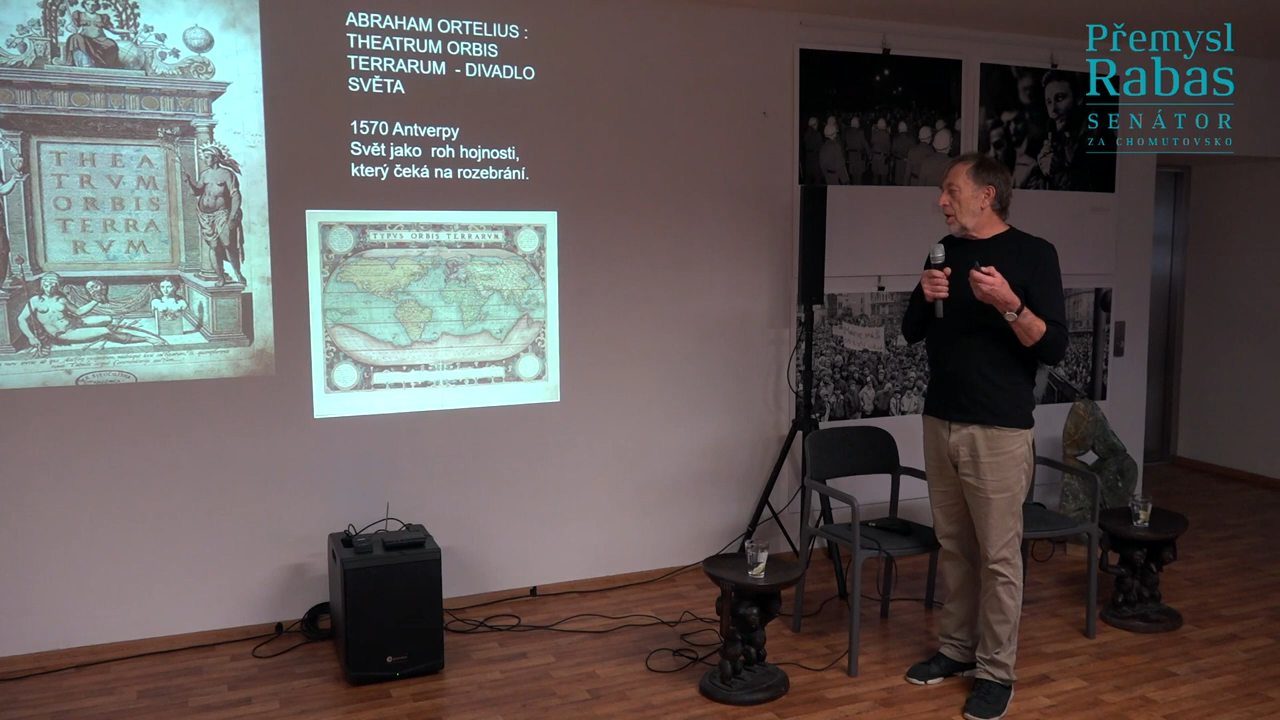 ABRAHAM ORTELIUS :
THEATRUM ORBIS
TERRARUM - DIVADLO
SVĚTA
1570 Antverpy
Svět jako roh hojnosti,
který čeká na rozebrání.
THEA
TRVM
ORBIS
TERRA
RVM
TYPVS ORBIS TERRARVM
Přemysl
Rabas
SENÁTOR
ZA CHOMUTOVSKO